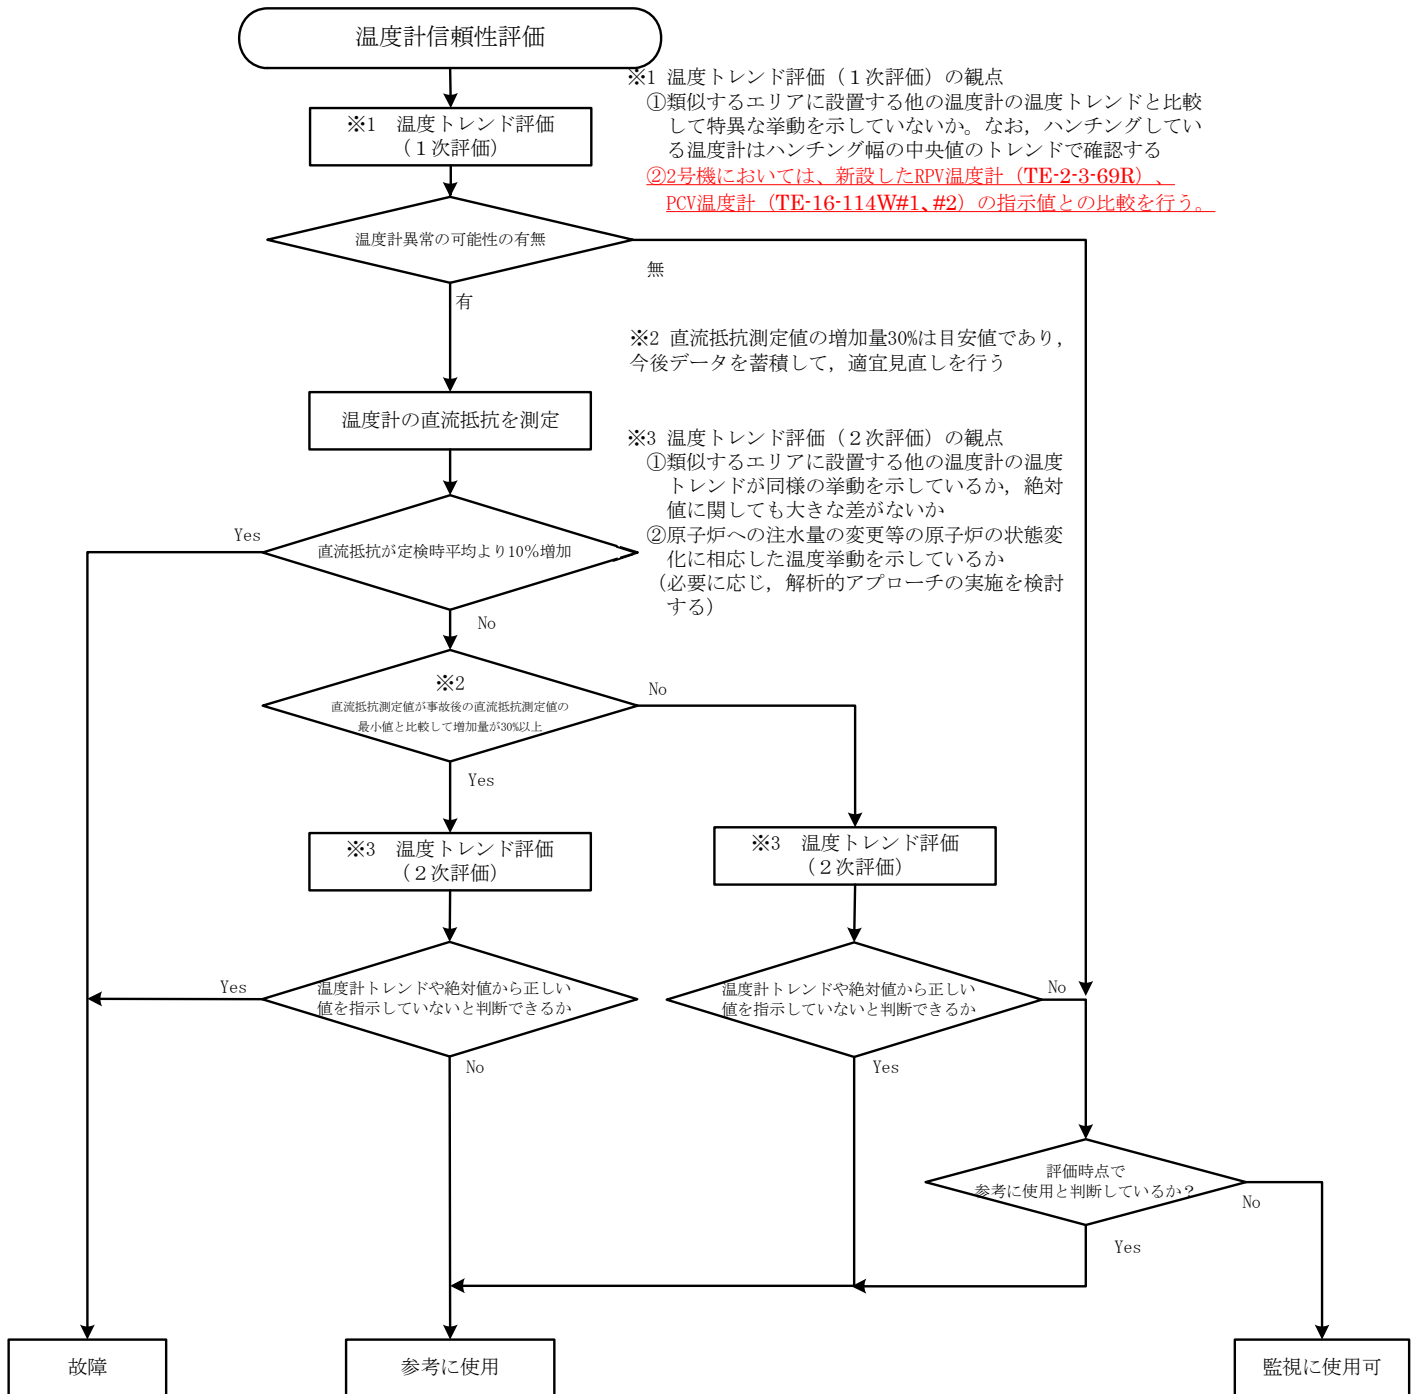 温度計信頼性評価
※1 温度トレンド評価
(１次評価)
※1 温度トレンド評価（１次評価）の観点
①類似するエリアに設置する他の温度計の温度トレンドと比較
して特異な挙動を示していないか。なお，ハンチングしてい
る温度計はハンチング幅の中央値のトレンドで確認する
②2号機においては、新設したRPV温度計（TE-2-3-69R）、
PCV温度計（TE-16-114W#1、#2）の指示値との比較を行う。
温度計異常の可能性の有無
無
有
※2 直流抵抗測定値の増加量30%は目安値であり，
今後データを蓄積して，適宜見直しを行う
温度計の直流抵抗を測定
※3 温度トレンド評価（２次評価）の観点
①類似するエリアに設置する他の温度計の温度
トレンドが同様の挙動を示しているか，絶対
値に関しても大きな差がないか
②原子炉への注水量の変更等の原子炉の状態変
化に相応した温度挙動を示しているか
（必要に応じ，解析的アプローチの実施を検討
する）
Yes
直流抵抗が定検時平均より10%増加
No
※2
直流抵抗測定値が事故後の直流抵抗測定値の
最小値と比較して増加量が30%以上
No
Yes
※3 温度トレンド評価
（２次評価）
※3 温度トレンド評価
（２次評価）
Yes
温度計トレンドや絶対値から正しい
値を指示していないと判断できるか
No
温度計トレンドや絶対値から正しい
値を指示していないと判断できるか
No
Yes
評価時点で
参考に使用と判断しているか？
No
Yes
故障
参考に使用
監視に使用可